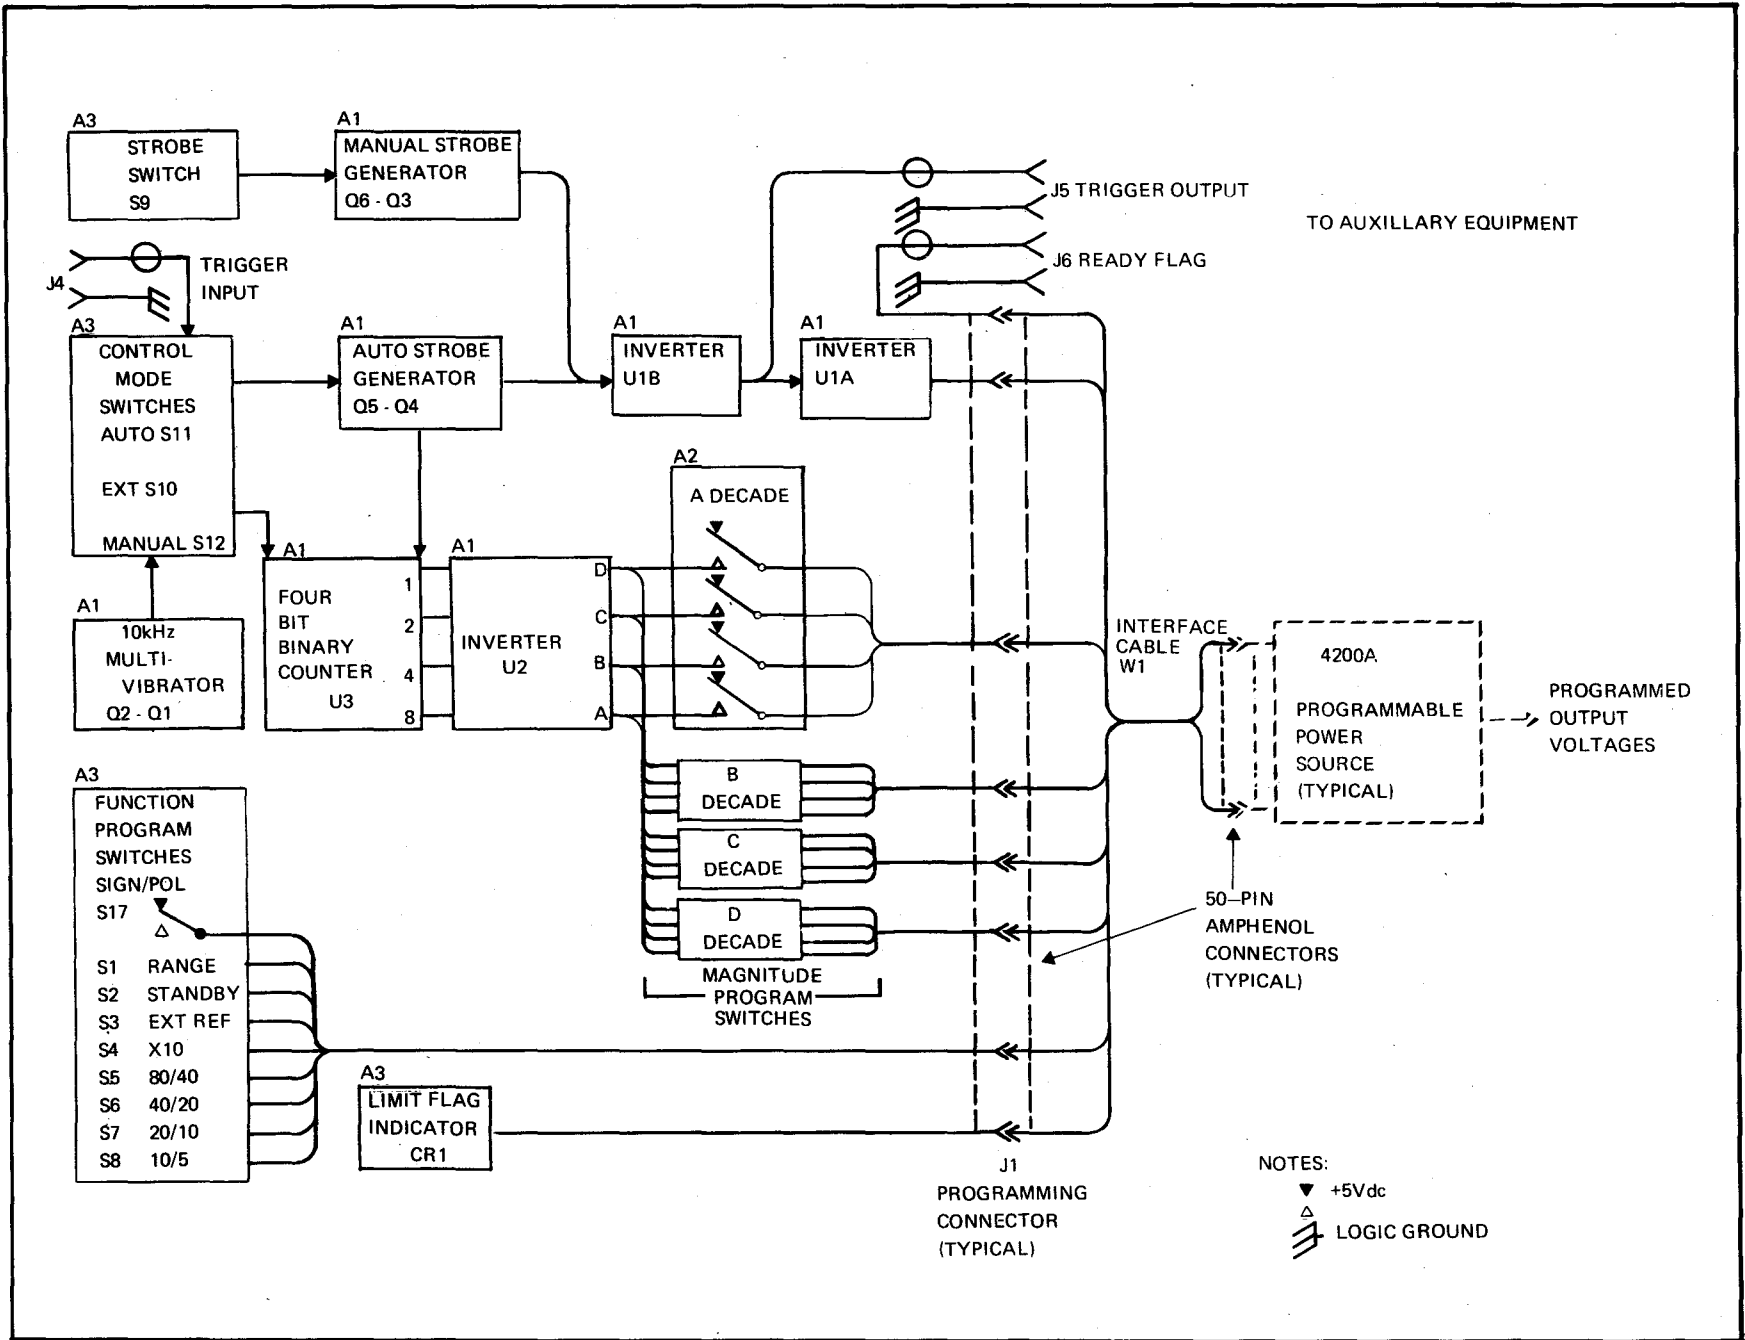 A3
STROBE
SWITCH
S9
A1
MANUAL STROBE
GENERATOR
Q6 - Q3
J4
TRIGGER
INPUT
J5 TRIGGER OUTPUT
J6 READY FLAG
TO AUXILLARY EQUIPMENT
A3
CONTROL
MODE
SWITCHES
AUTO S11
EXT S10
MANUAL S12
A1
AUTO STROBE
GENERATOR
Q5 - Q4
A1
INVERTER
U1B
A1
INVERTER
U1A
A1
10kHz
MULTI-
VIBRATOR
Q2 - Q1
A1
FOUR
BIT
BINARY
COUNTER
U3
1
2
4
8
A1
INVERTER
U2
D
C
B
A
A2
A DECADE
B
DECADE
C
DECADE
D
DECADE
MAGNITUDE
PROGRAM
SWITCHES
INTERFACE
CABLE
W1
4200A
PROGRAMMABLE
POWER
SOURCE
(TYPICAL)
PROGRAMMED
OUTPUT
VOLTAGES
50-PIN
AMPHENOL
CONNECTORS
(TYPICAL)
A3
FUNCTION
PROGRAM
SWITCHES
SIGN/POL
S17
S1 RANGE
S2 STANDBY
S3 EXT REF
S4 X10
S5 80/40
S6 40/20
S7 20/10
S8 10/5
A3
LIMIT FLAG
INDICATOR
CR1
J1
PROGRAMMING
CONNECTOR
(TYPICAL)
NOTES:
+5Vdc
LOGIC GROUND